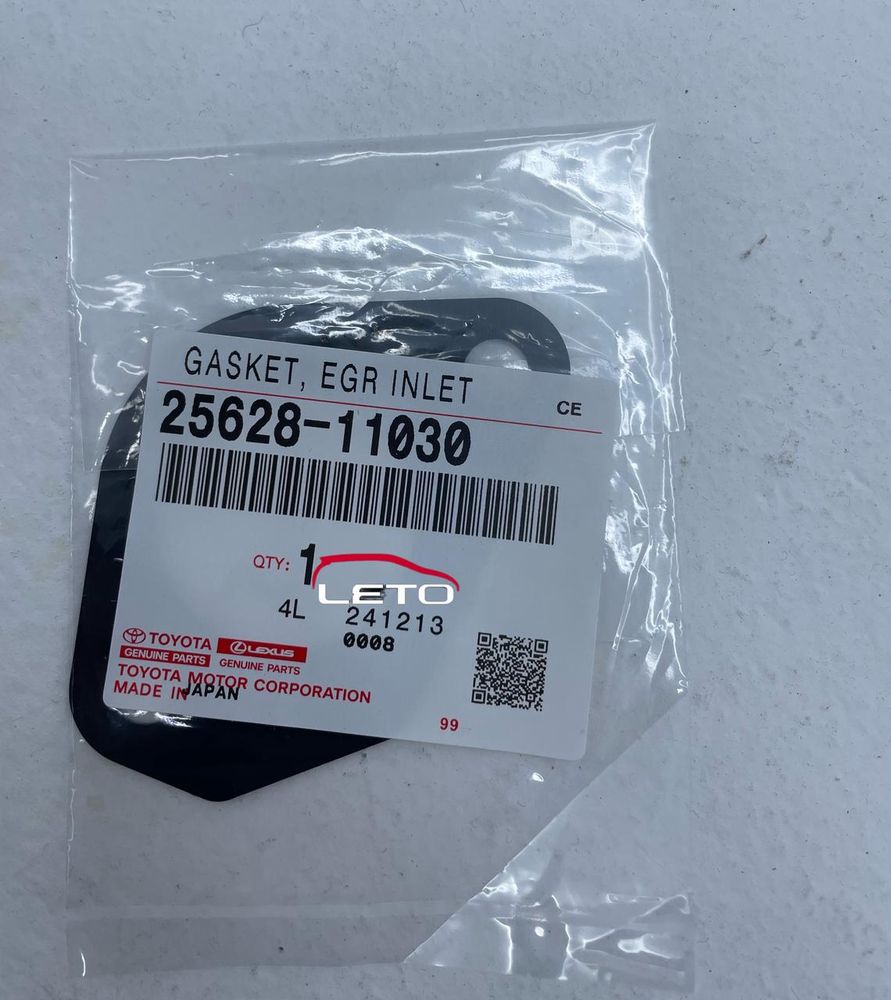 GASKET, EGR INLET
CE
25628-11030
QTY: 1
LETO
4L 241213
0008
TOYOTA LEXUS
GENUINE PARTS GENUINE PARTS
TOYOTA MOTOR CORPORATION
MADE IN JAPAN
99